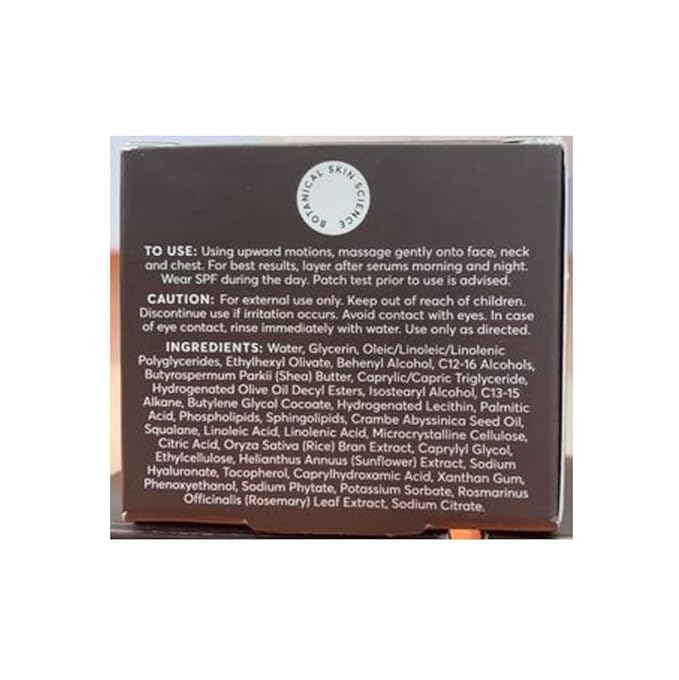 BOTANICAL SKIN SCIENCE
TO USE: Using upward motions, massage gently onto face, neck
and chest. For best results, layer after serums morning and night.
Wear SPF during the day. Patch test prior to use is advised.
CAUTION: For external use only. Keep out of reach of children.
Discontinue use if irritation occurs. Avoid contact with eyes. In case
of eye contact, rinse immediately with water. Use only as directed.
INGREDIENTS: Water, Glycerin, Oleic/Linoleic/Linolenic
Polyglycerides, Ethylhexyl Olivate, Behenyl Alcohol, C12-16 Alcohols,
Butyrospermum Parkii (Shea) Butter, Caprylic/Capric Triglyceride,
Hydrogenated Olive Oil Decyl Esters, Isostearyl Alcohol, C13-15
Alkane, Butylene Glycol Cocoate, Hydrogenated Lecithin, Palmitic
Acid, Phospholipids, Sphingolipids, Crambe Abyssinica Seed Oil,
Squalane, Linoleic Acid, Linolenic Acid, Microcrystalline Cellulose,
Citric Acid, Oryza Sativa (Rice) Bran Extract, Caprylyl Glycol,
Ethylcellulose, Helianthus Annuus (Sunflower) Extract, Sodium
Hyaluronate, Tocopherol, Caprylhydroxamic Acid, Xanthan Gum,
Phenoxyethanol, Sodium Phytate, Potassium Sorbate, Rosmarinus
Officinalis (Rosemary) Leaf Extract, Sodium Citrate.